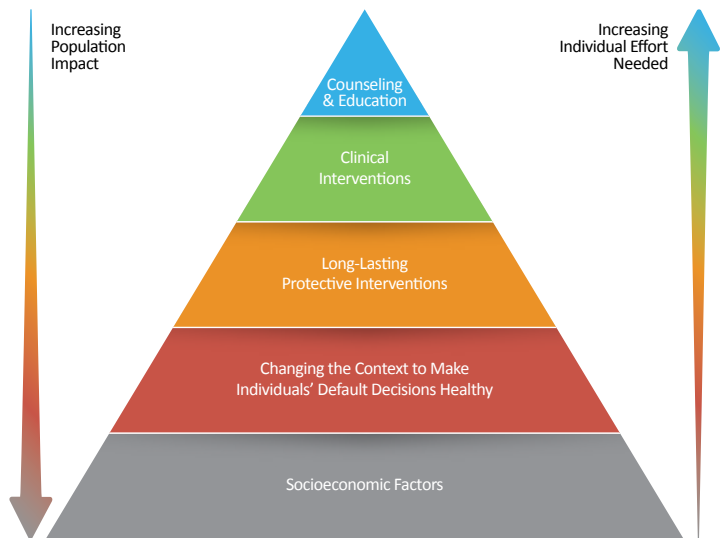 Increasing
Population
Impact
Increasing
Individual Effort
Needed
Counseling
& Education
Clinical
Interventions
Long-Lasting
Protective Interventions
Changing the Context to Make
Individuals’ Default Decisions Healthy
Socioeconomic Factors